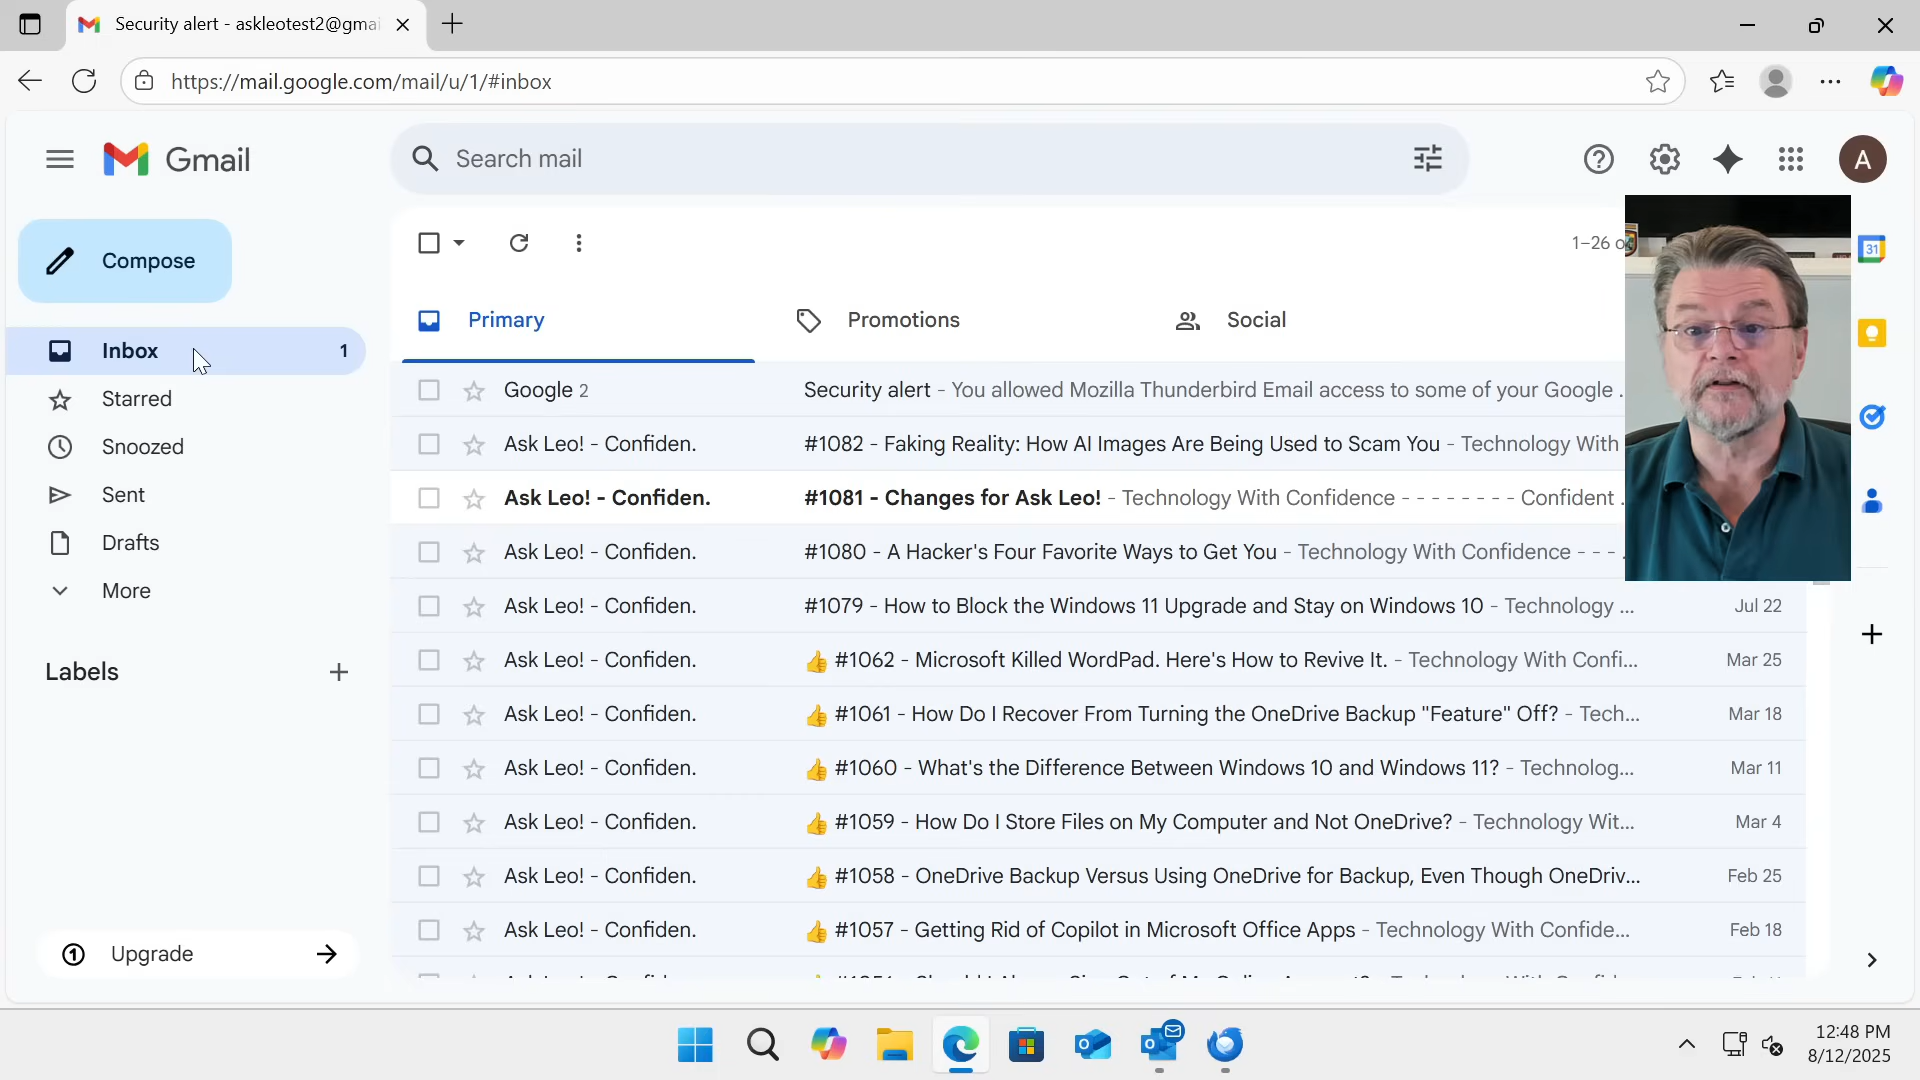 Security alert - askleotest2@gmai
https://mail.google.com/mail/u/1/#inbox
Gmail
Search mail
A
Compose
1–26 o
31
Primary
Promotions
Social
Inbox 1
Starred
Snoozed
Sent
Drafts
More
Labels
Upgrade
Google 2 Security alert - You allowed Mozilla Thunderbird Email access to some of your Google .
Ask Leo! - Confiden. #1082 - Faking Reality: How AI Images Are Being Used to Scam You - Technology With
Ask Leo! - Confiden. #1081 - Changes for Ask Leo! - Technology With Confidence - - - - - - - - Confident .
Ask Leo! - Confiden. #1080 - A Hacker's Four Favorite Ways to Get You - Technology With Confidence - - - .
Ask Leo! - Confiden. #1079 - How to Block the Windows 11 Upgrade and Stay on Windows 10 - Technology ... Jul 22
Ask Leo! - Confiden. 👍 #1062 - Microsoft Killed WordPad. Here's How to Revive It. - Technology With Confi... Mar 25
Ask Leo! - Confiden. 👍 #1061 - How Do I Recover From Turning the OneDrive Backup "Feature" Off? - Tech... Mar 18
Ask Leo! - Confiden. 👍 #1060 - What's the Difference Between Windows 10 and Windows 11? - Technolog... Mar 11
Ask Leo! - Confiden. 👍 #1059 - How Do I Store Files on My Computer and Not OneDrive? - Technology Wit... Mar 4
Ask Leo! - Confiden. 👍 #1058 - OneDrive Backup Versus Using OneDrive for Backup, Even Though OneDriv... Feb 25
Ask Leo! - Confiden. 👍 #1057 - Getting Rid of Copilot in Microsoft Office Apps - Technology With Confide... Feb 18
12:48 PM
8/12/2025